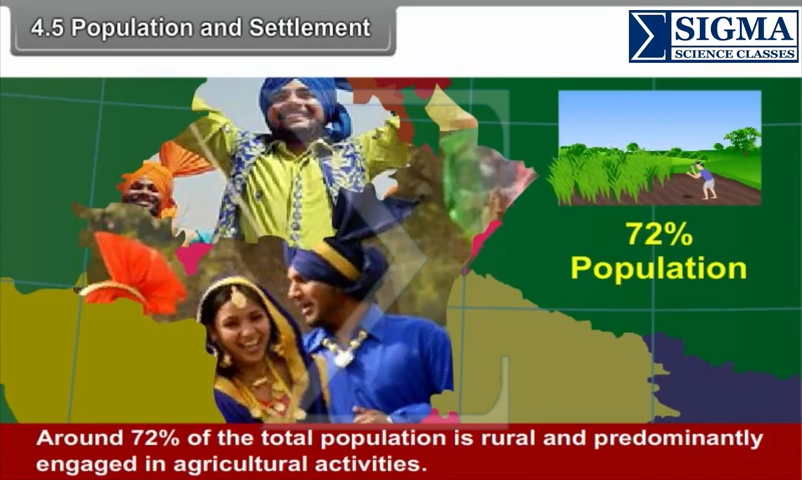 4.5 Population and Settlement
SIGMA
SCIENCE CLASSES
72%
Population
Around 72% of the total population is rural and predominantly
engaged in agricultural activities.